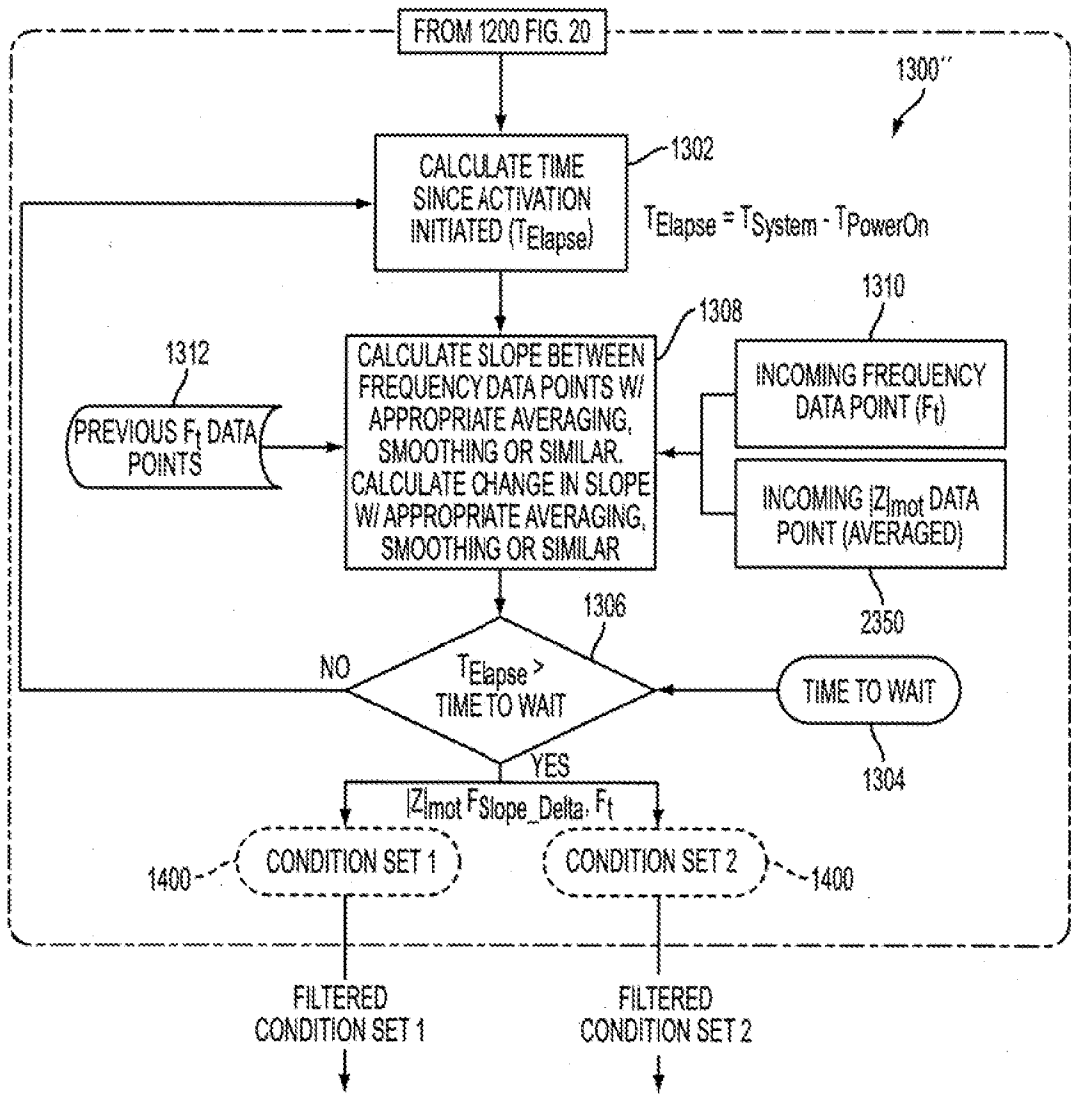 FROM 1200 FIG. 20
1300''
1302
CALCULATE TIME
SINCE ACTIVATION
INITIATED (TElapse)
TElapse = TSystem - TPowerOn
1310
1308
1312
CALCULATE SLOPE BETWEEN
FREQUENCY DATA POINTS W/
APPROPRIATE AVERAGING,
SMOOTHING OR SIMILAR.
CALCULATE CHANGE IN SLOPE
W/ APPROPRIATE AVERAGING,
SMOOTHING OR SIMILAR
INCOMING FREQUENCY
DATA POINT (Ft)
PREVIOUS Ft DATA
POINTS
INCOMING |Z|mot DATA
POINT (AVERAGED)
2350
1306
NO
TElapse >
TIME TO WAIT
TIME TO WAIT
1304
YES
|Z|mot FSlope_Delta, Ft
CONDITION SET 1
CONDITION SET 2
1400
1400
FILTERED
CONDITION SET 1
FILTERED
CONDITION SET 2